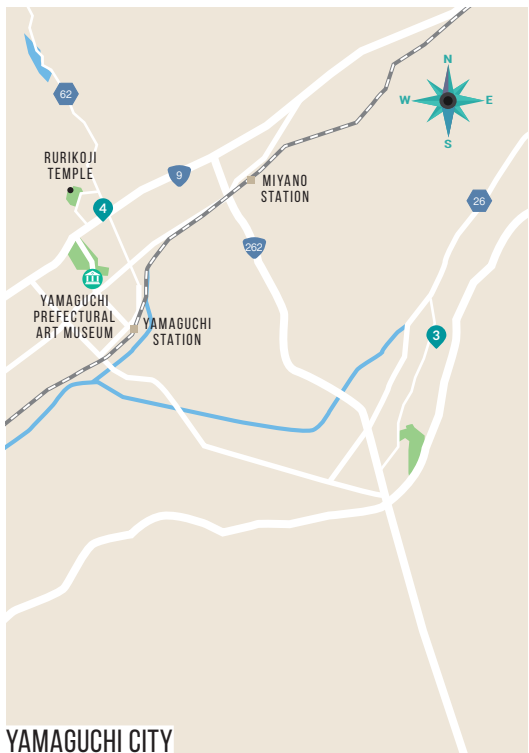 N
W
E
S
62
RURIKOJI
TEMPLE
9
MIYANO
STATION
26
4
262
YAMAGUCHI
PREFECTURAL
ART MUSEUM
YAMAGUCHI
STATION
3
YAMAGUCHI CITY